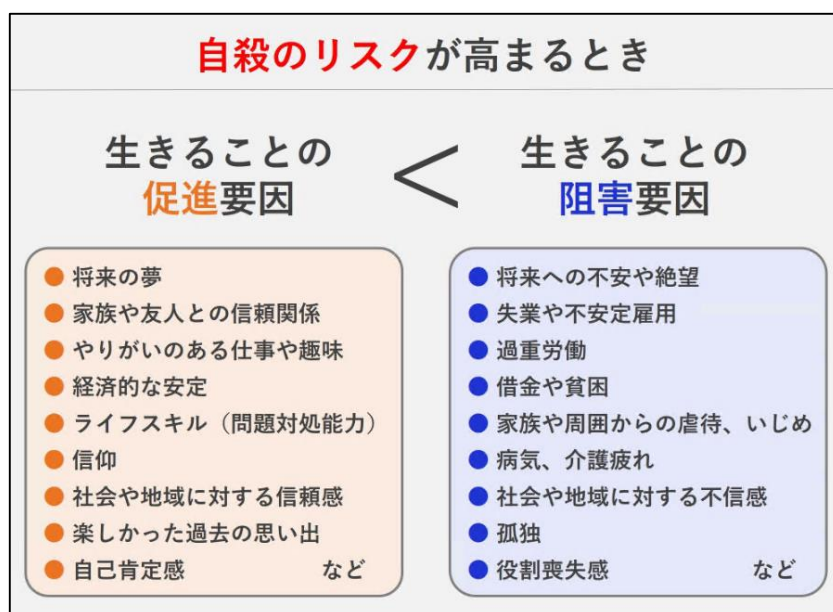 自殺のリスクが高まるとき
生きることの
促進要因
<
生きることの
阻害要因
● 将来の夢
● 家族や友人との信頼関係
● やりがいのある仕事や趣味
● 経済的な安定
● ライフスキル（問題対処能力）
● 信仰
● 社会や地域に対する信頼感
● 楽しかった過去の思い出
● 自己肯定感 など
● 将来への不安や絶望
● 失業や不安定雇用
● 過重労働
● 借金や貧困
● 家族や周囲からの虐待、いじめ
● 病気、介護疲れ
● 社会や地域に対する不信感
● 孤独
● 役割喪失感 など